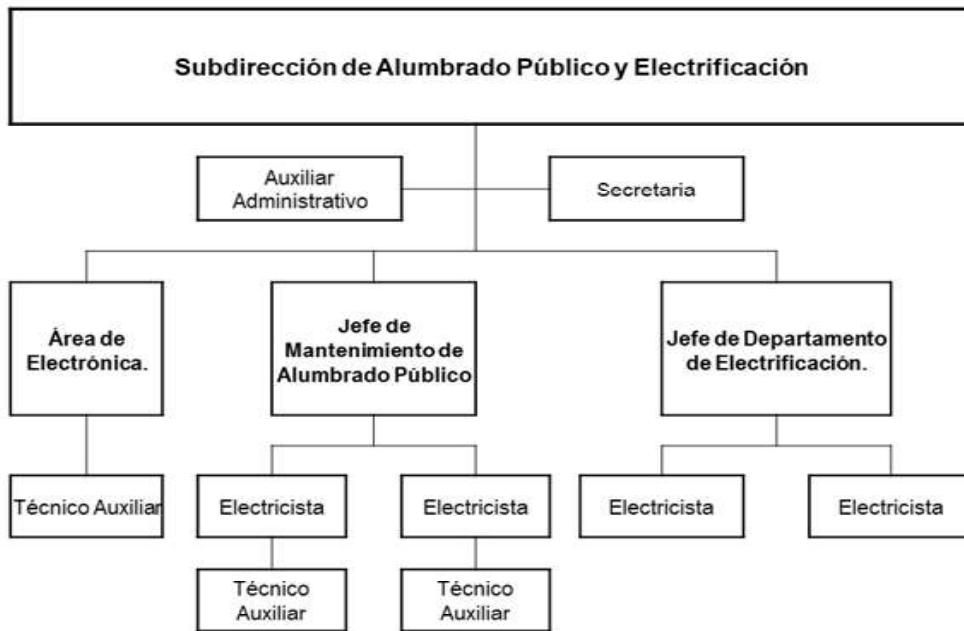 Subdirección de Alumbrado Público y Electrificación
Auxiliar
Administrativo
Secretaria
Área de
Electrónica.
Jefe de
Mantenimiento de
Alumbrado Público
Jefe de Departamento
de Electrificación.
Técnico Auxiliar
Electricista
Electricista
Electricista
Electricista
Técnico
Auxiliar
Técnico
Auxiliar